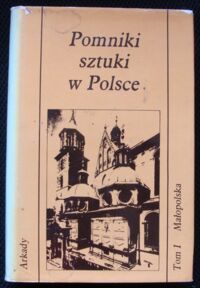 Pomniki
sztuki
w Polsce
Arkady
Tom I Małopolska